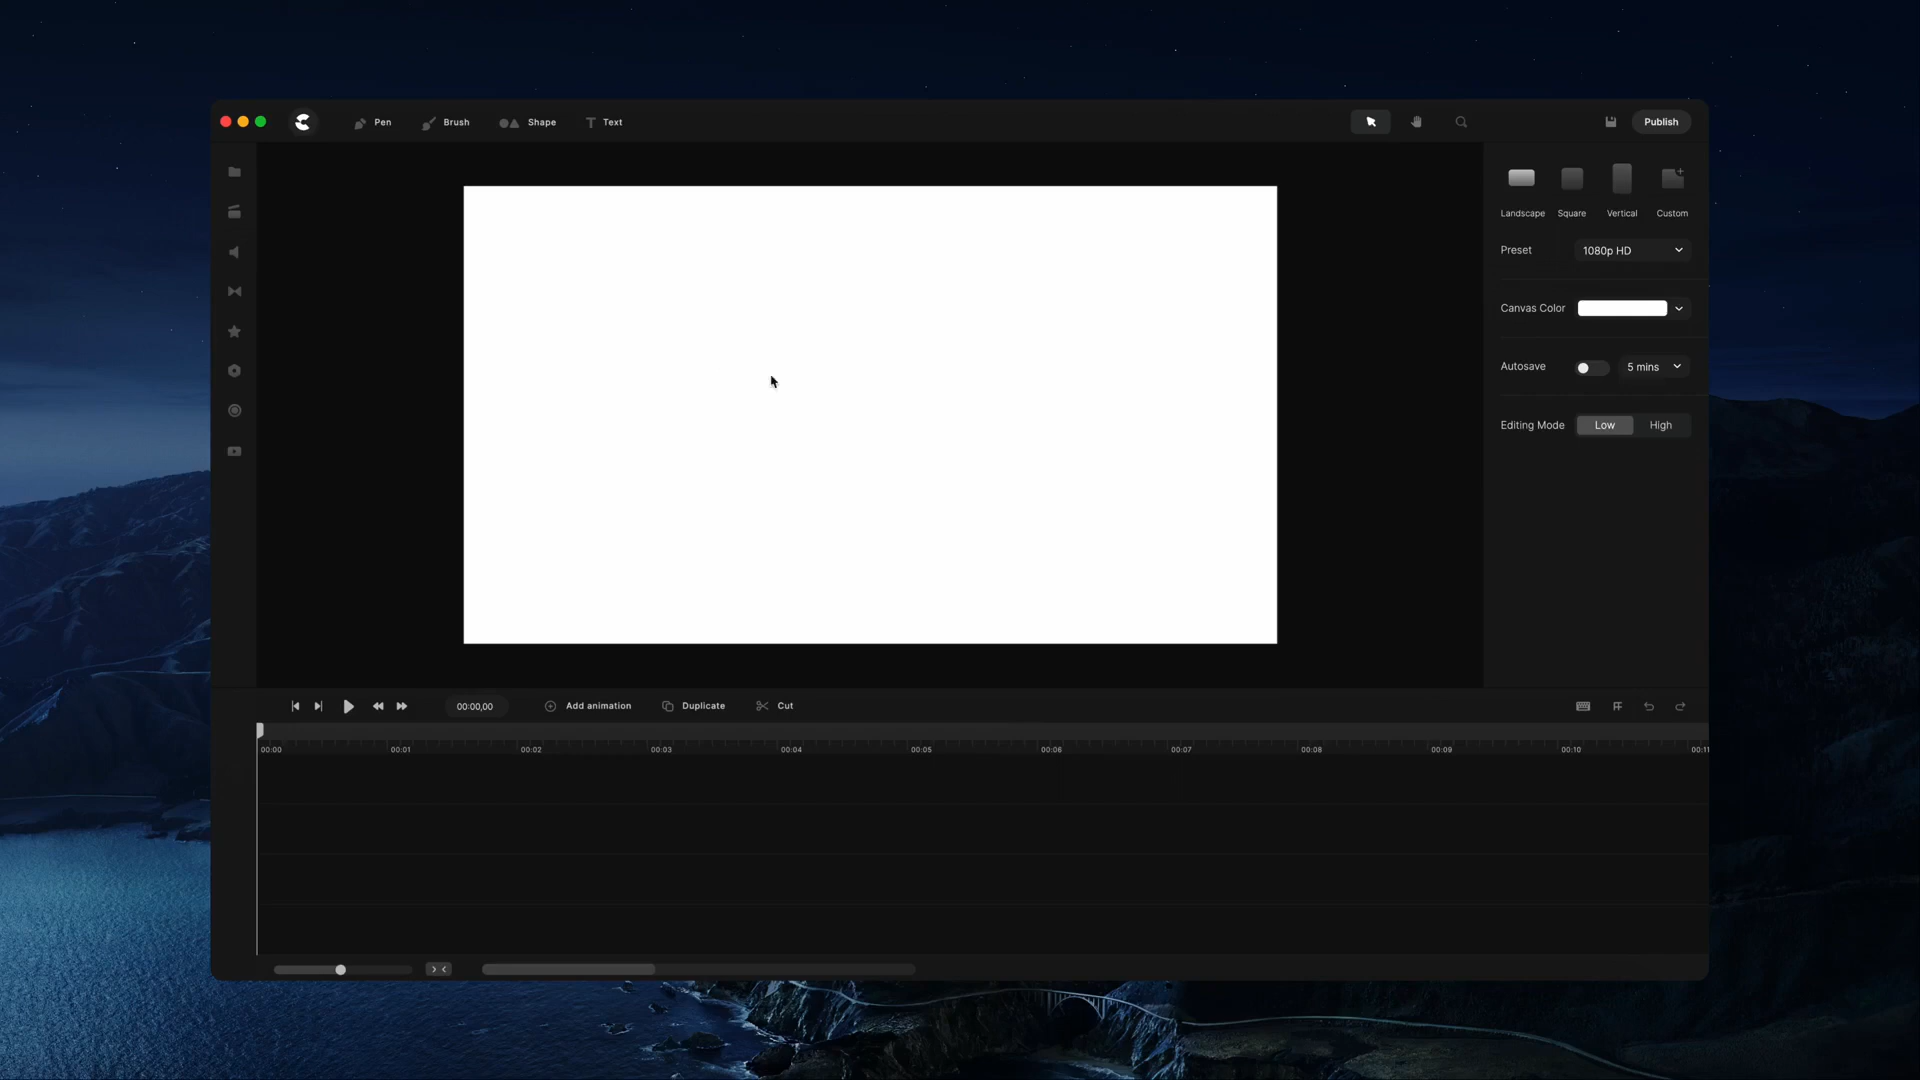 Pen Brush Shape Text Publish
Landscape Square Vertical Custom
Preset 1080p HD
Canvas Color
Autosave 5 mins
Editing Mode Low High
00:00,00 Add animation Duplicate Cut
00:00 00:01 00:02 00:03 00:04 00:05 00:06 00:07 00:08 00:09 00:10 00:11